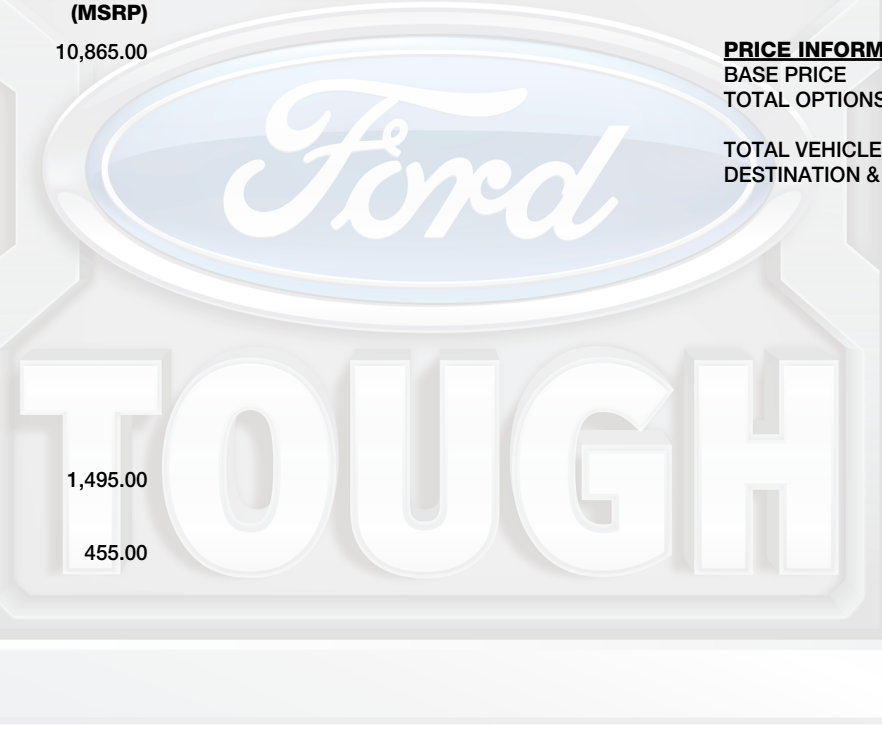 (MSRP)
10,865.00
PRICE INFORM
BASE PRICE
TOTAL OPTIONS
TOTAL VEHICLE
DESTINATION &
Ford
TOUGH
1,495.00
455.00